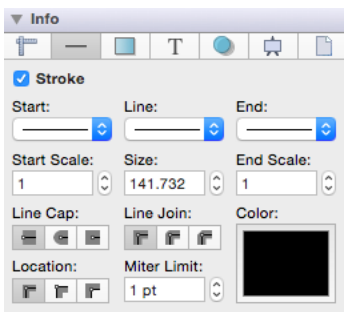 Info
T
Stroke
Start: Line: End:
Start Scale: Size: End Scale:
1 141.732 1
Line Cap: Line Join: Color:
Location: Miter Limit:
1 pt